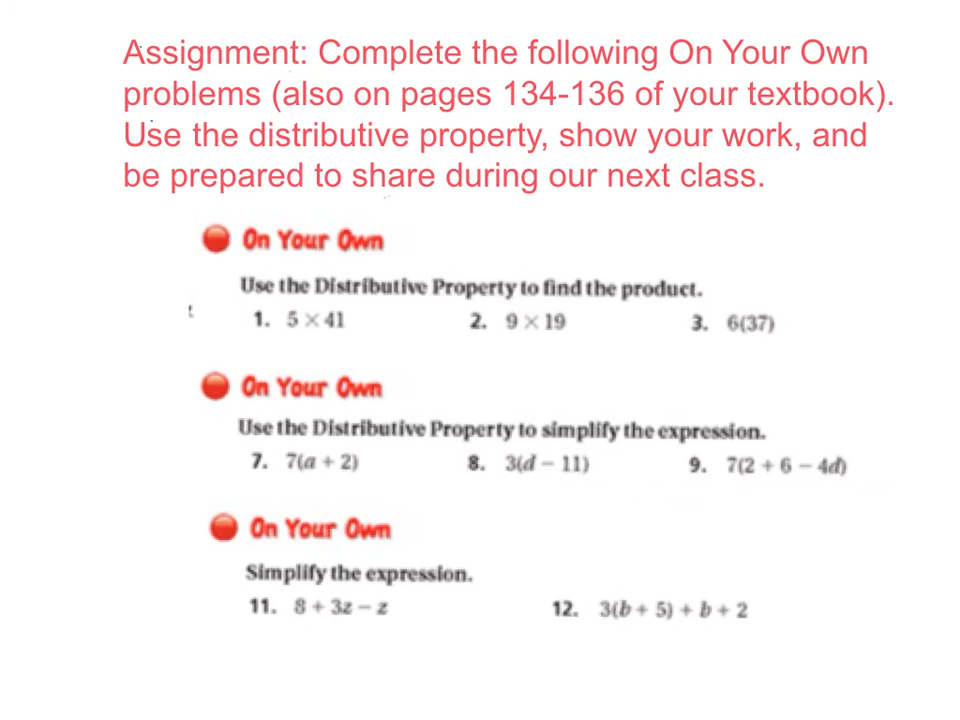 Assignment: Complete the following On Your Own
problems (also on pages 134-136 of your textbook).
Use the distributive property, show your work, and
be prepared to share during our next class.
On Your Own
Use the Distributive Property to find the product.
1. 5 × 41 2. 9 × 19 3. 6(37)
On Your Own
Use the Distributive Property to simplify the expression.
7. 7(a + 2) 8. 3(d − 11) 9. 7(2 + 6 − 4d)
On Your Own
Simplify the expression.
11. 8 + 3z − z 12. 3(b + 5) + b + 2